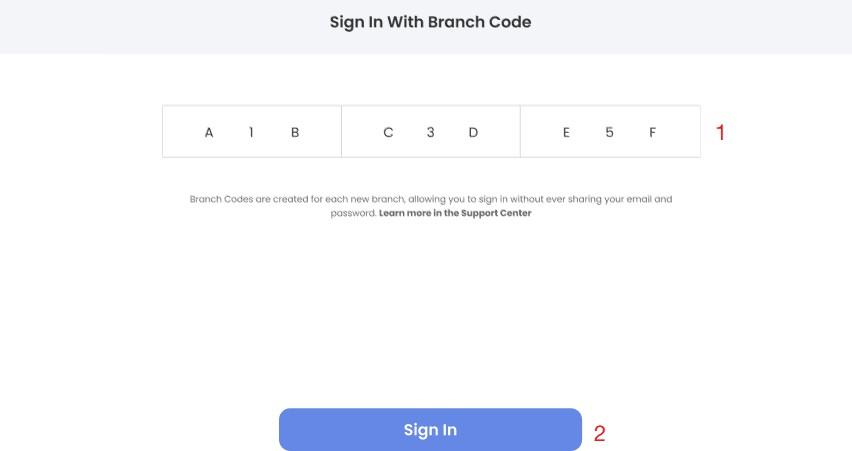 Sign In With Branch Code
A 1 B C 3 D E 5 F 1
Branch Codes are created for each new branch, allowing you to sign in without ever sharing your email and
password. Learn more in the Support Center
Sign In 2